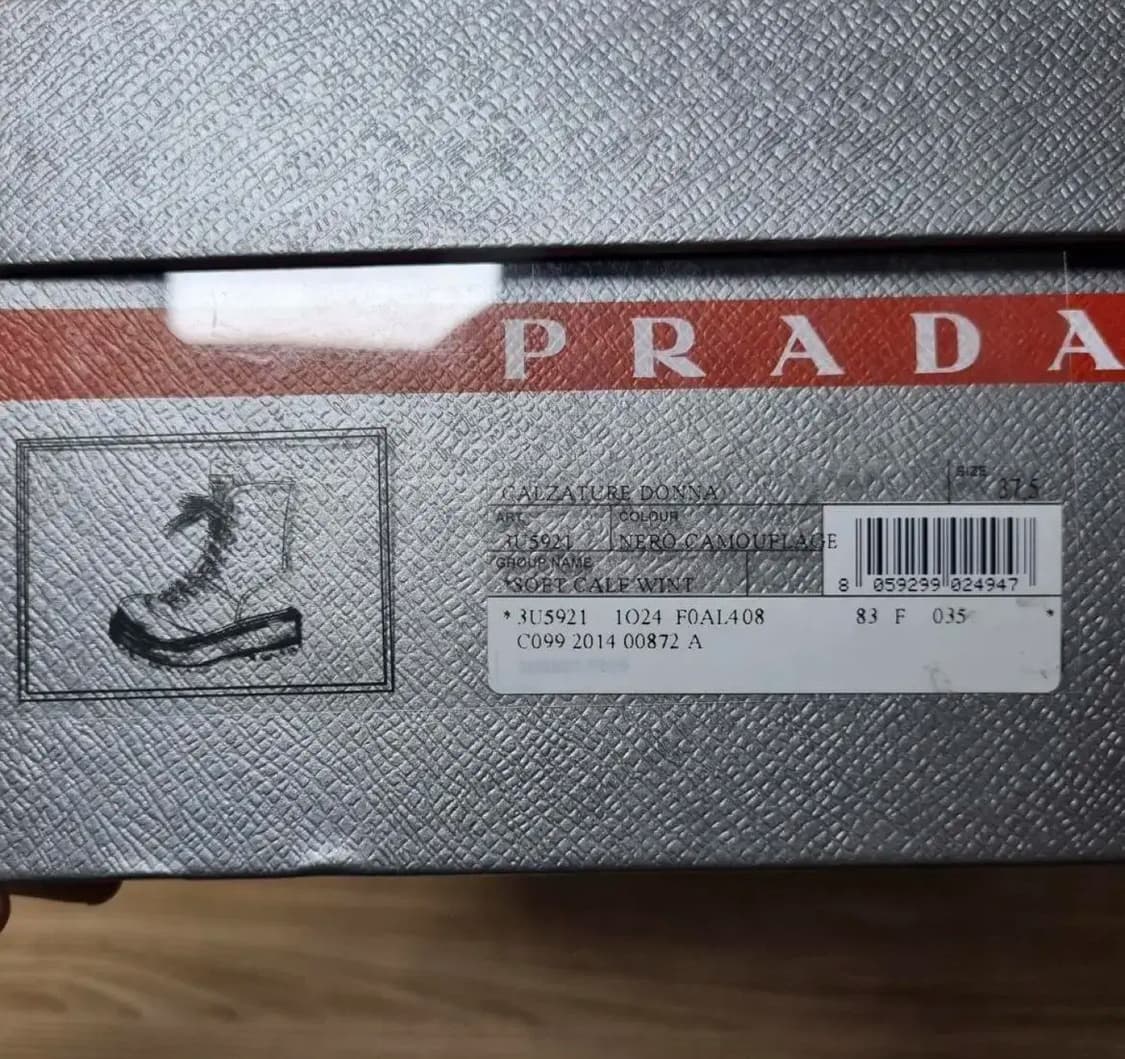 PRADA
SIZE
CALZATURE DONNA 37.5
ART. COLOUR
3U5921 NERO CAMOUFLAGE
GROUP NAME
*SOFT CALF WINT
8 059299 024947
* 3U5921 1O24 F0AL408 83 F 035 *
C099 2014 00872 A